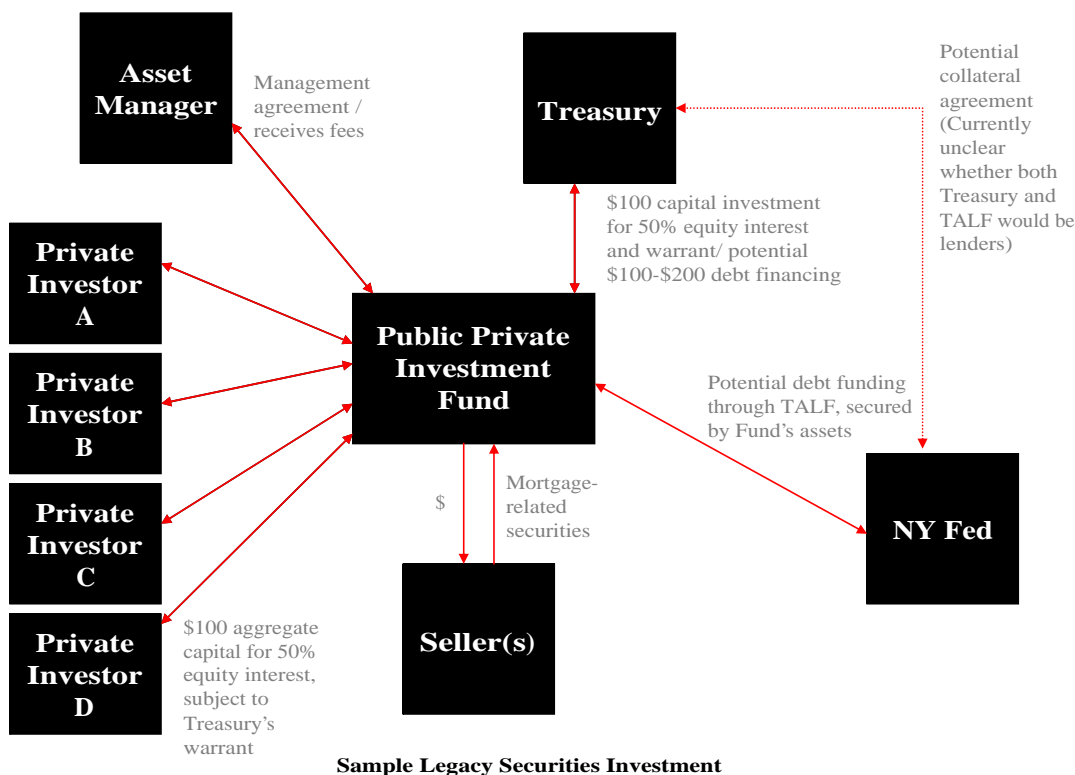 Asset
Manager
Management
agreement /
receives fees
Treasury
Potential
collateral
agreement
(Currently
unclear
whether both
Treasury and
TALF would be
lenders)
$100 capital investment
for 50% equity interest
and warrant/ potential
$100-$200 debt financing
Private
Investor
A
Private
Investor
B
Private
Investor
C
Private
Investor
D
Public Private
Investment
Fund
Potential debt funding
through TALF, secured
by Fund's assets
$
Mortgage-
related
securities
NY Fed
Seller(s)
$100 aggregate
capital for 50%
equity interest,
subject to
Treasury's
warrant
Sample Legacy Securities Investment